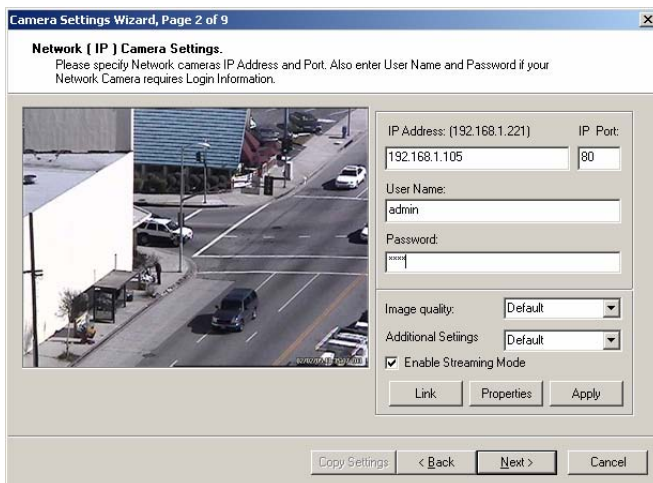 Camera Settings Wizard, Page 2 of 9
Network ( IP ) Camera Settings.
Please specify Network cameras IP Address and Port. Also enter User Name and Password if your
Network Camera requires Login Information.
IP Address: (192.168.1.221) IP Port:
192.168.1.105 80
User Name:
admin
Password:
****
Image quality: Default
Additional Setiings Default
Enable Streaming Mode
Link Properties Apply
Copy Settings < Back Next > Cancel